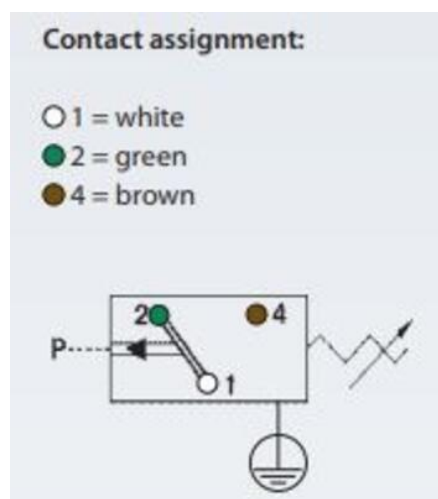 Contact assignment:
1 = white
2 = green
4 = brown
2 4
P
1